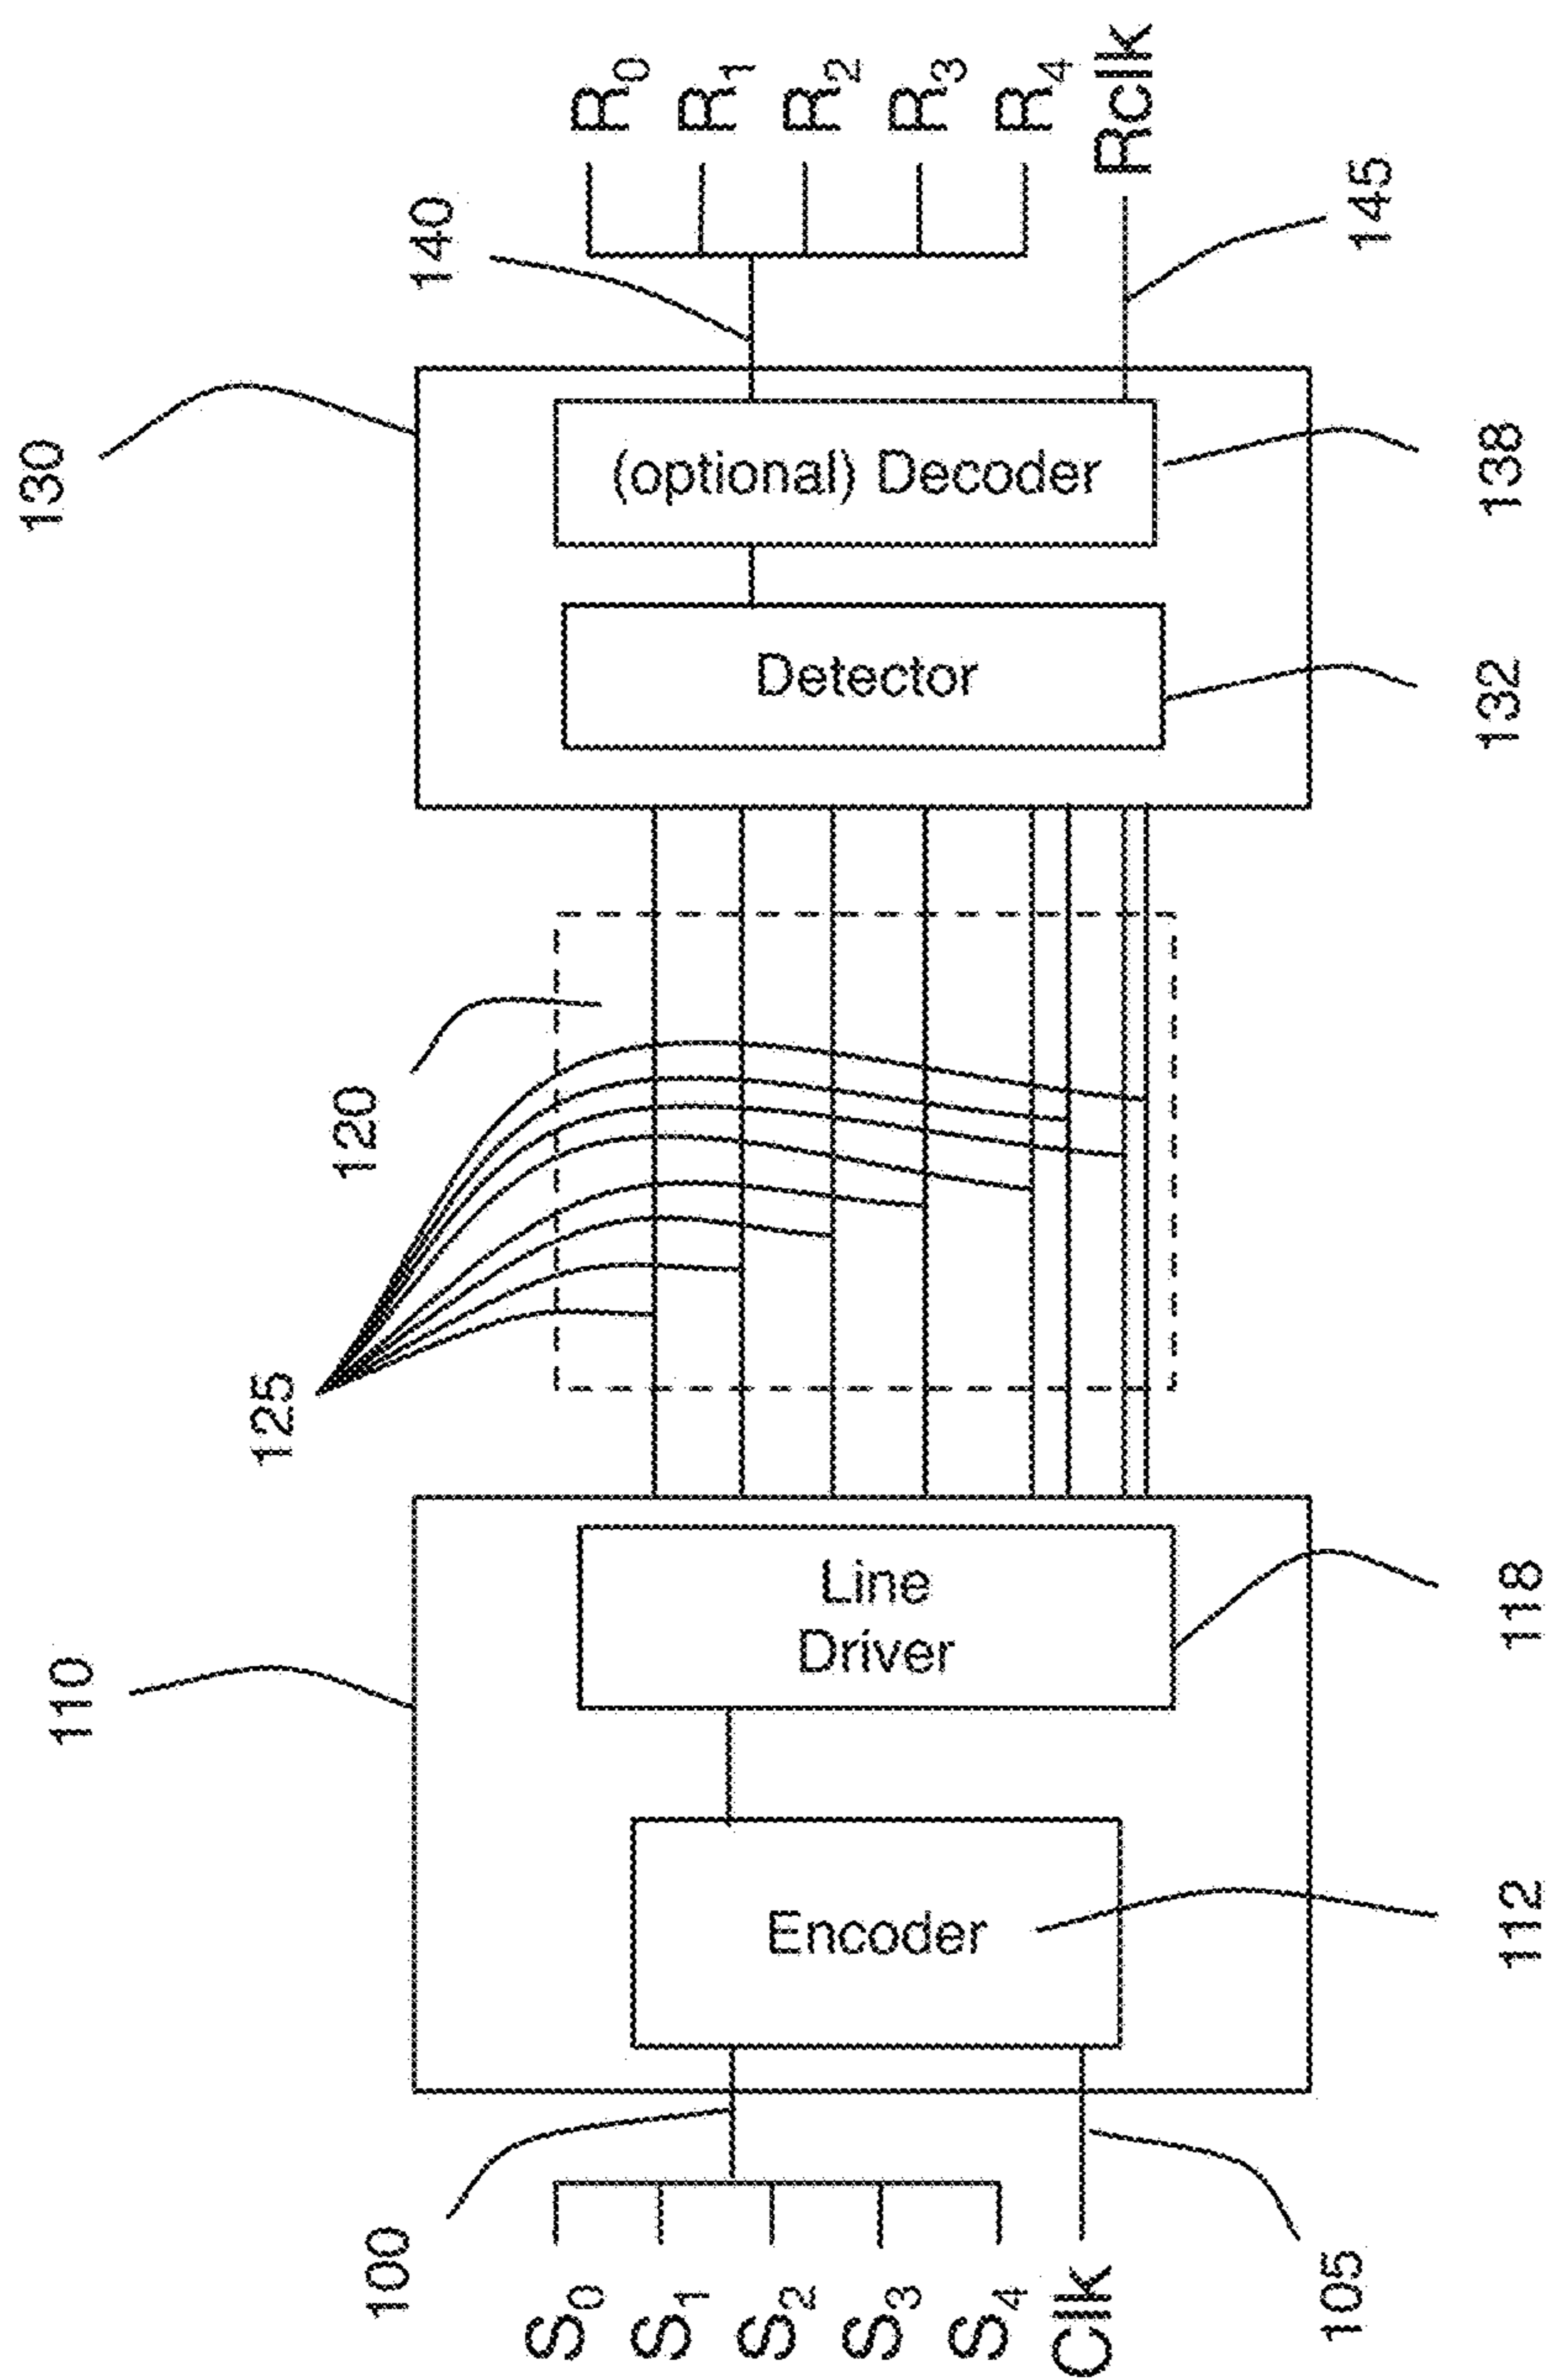 110
125
120
130
100
140
S0
S1
S2
S3
S4
Clk
Encoder
Line
Driver
Detector
(optional) Decoder
R0
R1
R2
R3
R4
Rclk
105
112
118
132
138
145